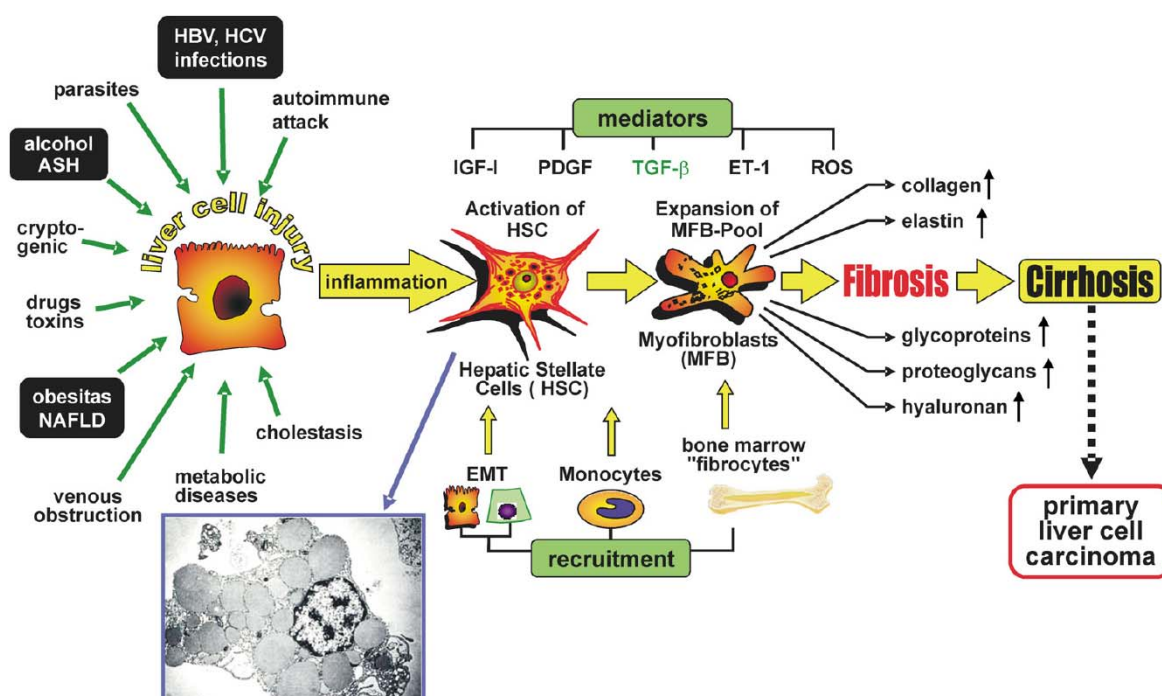 HBV, HCV
infections
parasites
autoimmune
attack
alcohol
ASH
liver cell injury
crypto-
genic
drugs
toxins
obesitas
NAFLD
cholestasis
metabolic
diseases
venous
obstruction
inflammation
mediators
IGF-I
PDGF
TGF-β
ET-1
ROS
Activation of
HSC
Hepatic Stellate
Cells ( HSC)
Expansion of
MFB-Pool
Myofibroblasts
(MFB)
collagen
elastin
Fibrosis
Cirrhosis
glycoproteins
proteoglycans
hyaluronan
EMT
Monocytes
bone marrow
"fibrocytes"
recruitment
primary
liver cell
carcinoma